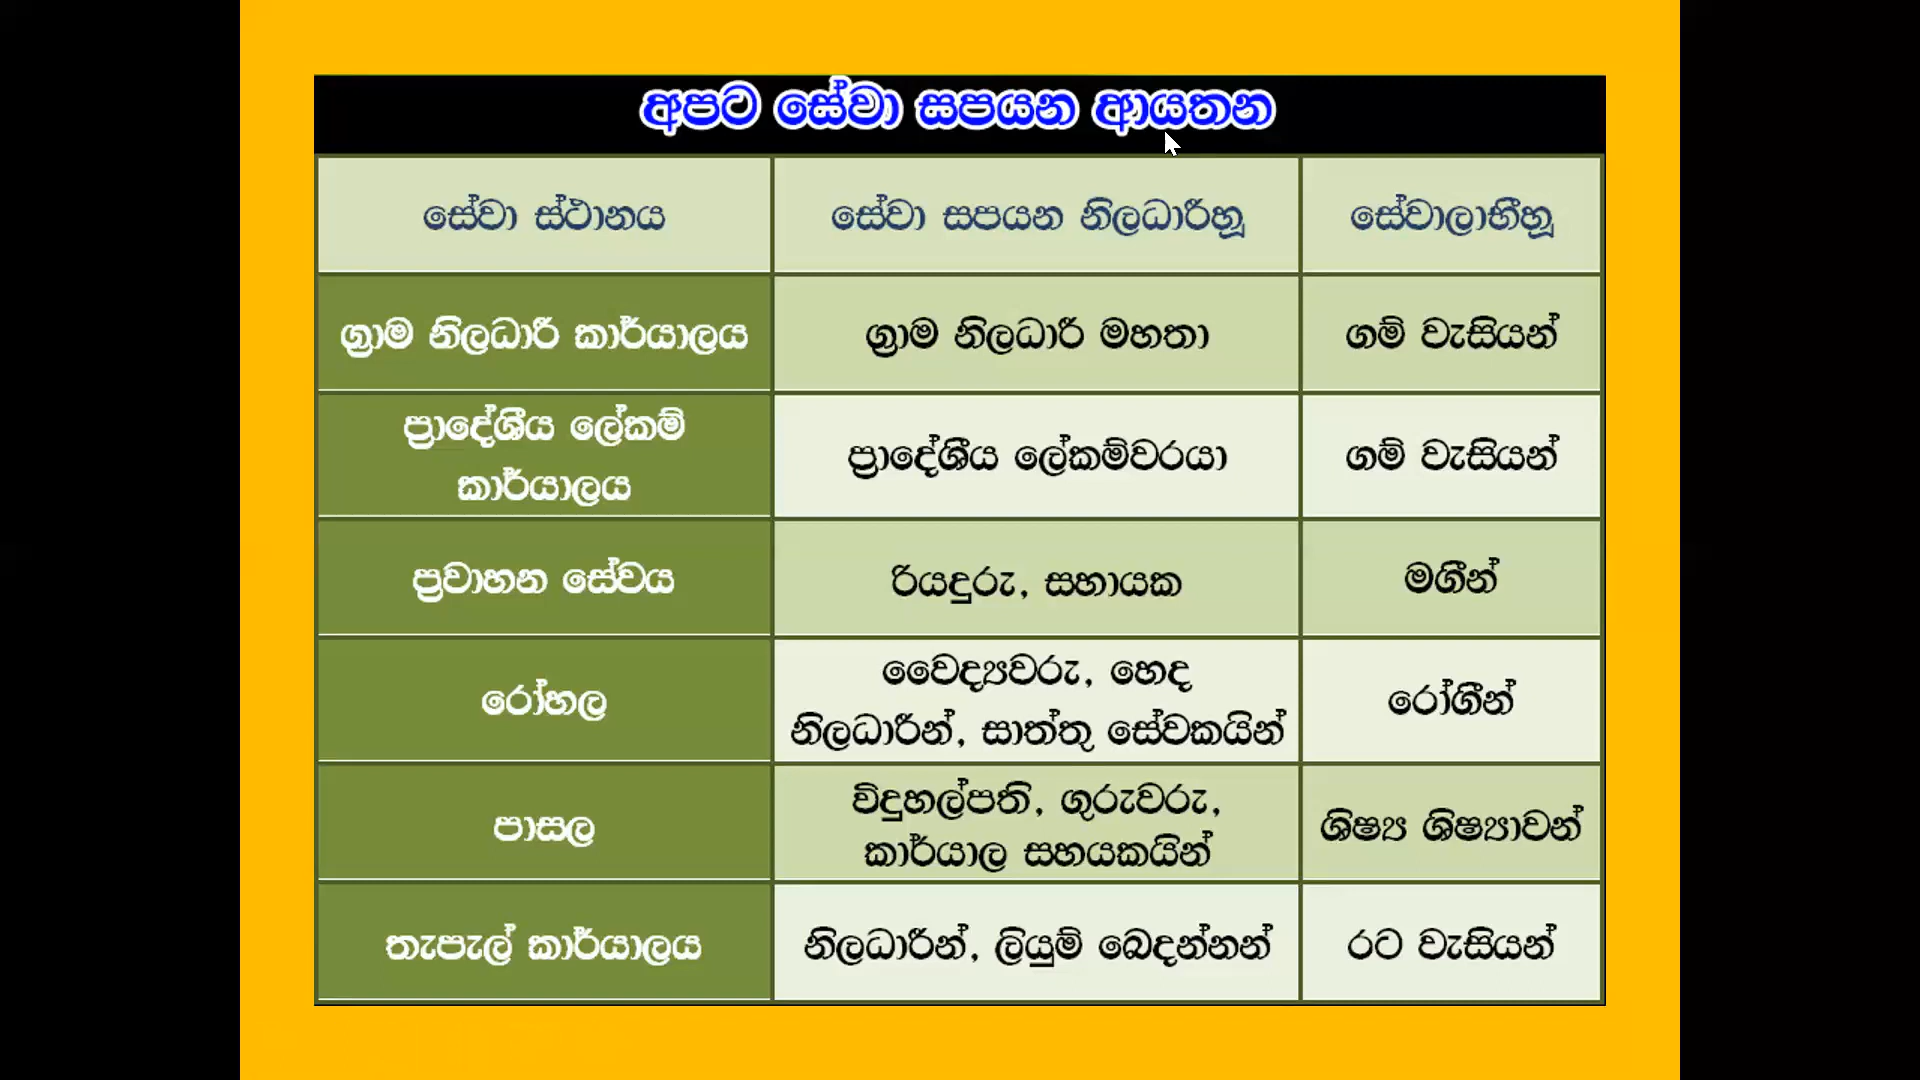 අපට සේවා සපයන ආයතන
සේවා ස්ථානය සේවා සපයන නිලධාරීහූ සේවාලාභීහූ
ග්‍රාම නිලධාරී කාර්යාලය ග්‍රාම නිලධාරී මහතා ගම් වැසියන්
ප්‍රාදේශීය ලේකම්
කාර්යාලය
ප්‍රාදේශීය ලේකම්වරයා ගම් වැසියන්
ප්‍රවාහන සේවය රියදුරු, සහායක මගීන්
රෝහල
වෛද්‍යවරු, හෙද
නිලධාරීන්, සාත්තු සේවකයින්
රෝගීන්
පාසල
විදුහල්පති, ගුරුවරු,
කාර්යාල සහයකයින්
ශිෂ්‍ය ශිෂ්‍යාවන්
තැපැල් කාර්යාලය නිලධාරීන්, ලියුම් බෙදන්නන් රට වැසියන්